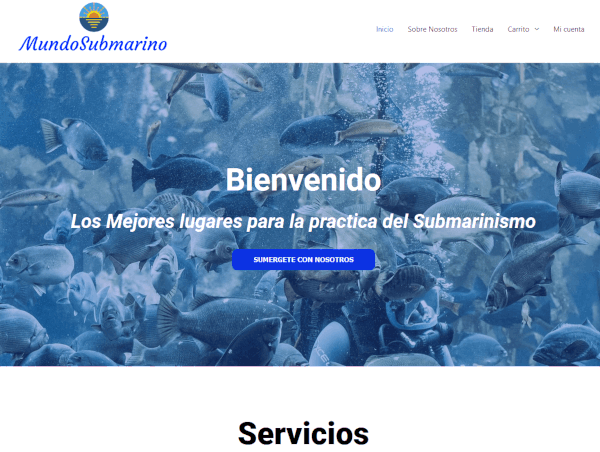 MundoSubmarino
Inicio Sobre Nosotros Tienda Carrito Mi cuenta
Bienvenido
Los Mejores lugares para la practica del Submarinismo
SUMERGETE CON NOSOTROS
Servicios